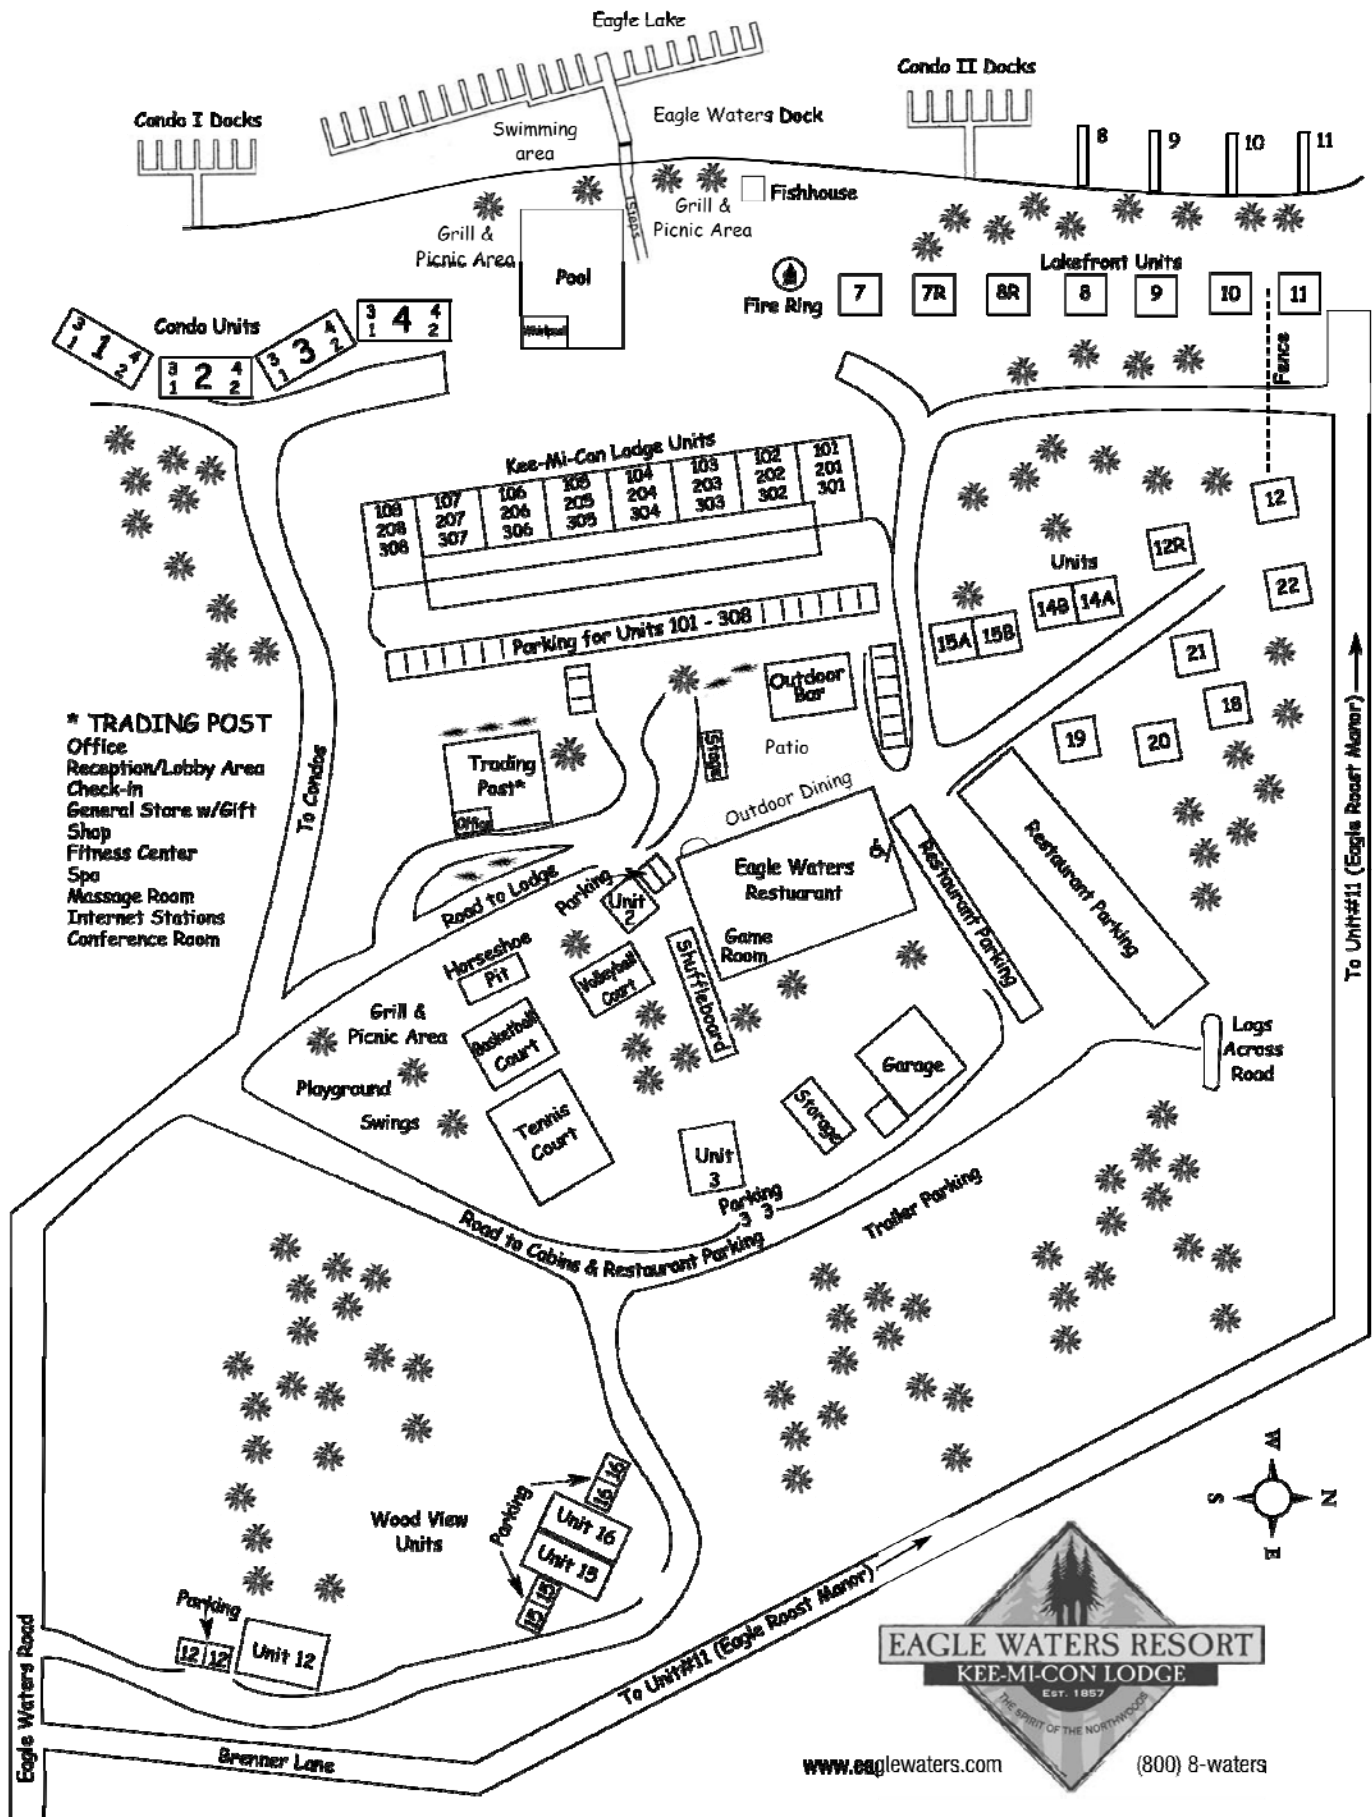 Eagle Lake
Condo I Docks
Swimming
area
Eagle Waters Dock
Condo II Docks
8
9
10
11
Steps
Grill &
Picnic Area
Grill &
Picnic Area
Fishhouse
Pool
Whirlpool
Fire Ring
Lakefront Units
7
7R
8R
8
9
10
11
Fence
Condo Units
3 4
1
1 2
3 4
2
1 2
3 4
3
1 2
3 4
4
1 2
Kee-Mi-Con Lodge Units
108
208
308
107
207
307
106
206
306
105
205
305
104
204
304
103
203
303
102
202
302
101
201
301
Parking for Units 101 - 308
Units
12
12R
22
14B
14A
15A
15B
21
18
19
20
To Condos
To Unit#11 (Eagle Roost Manor)
* TRADING POST
Office
Reception/Lobby Area
Check-in
General Store w/Gift
Shop
Fitness Center
Spa
Massage Room
Internet Stations
Conference Room
Trading
Post*
Office
Outdoor
Bar
Stage
Patio
Outdoor Dining
Eagle Waters
Restuarant
Game
Room
Restaurant Parking
Restaurant Parking
Road to Lodge
Parking
Unit
2
Horseshoe
Pit
Volleyball
Court
Shuffleboard
Grill &
Picnic Area
Basketball
Court
Playground
Swings
Tennis
Court
Garage
Storage
Unit
3
Parking
3 3
Logs
Across
Road
Trailer Parking
Road to Cabins & Restaurant Parking
Wood View
Units
Parking
16 16
Unit 16
Unit 15
15 15
Parking
12 12
Unit 12
Eagle Waters Road
Brenner Lane
To Unit#11 (Eagle Roost Manor)
W
S
N
E
EAGLE WATERS RESORT
KEE-MI-CON LODGE
EST. 1857
THE SPIRIT OF THE NORTHWOODS
www.eaglewaters.com
(800) 8-waters